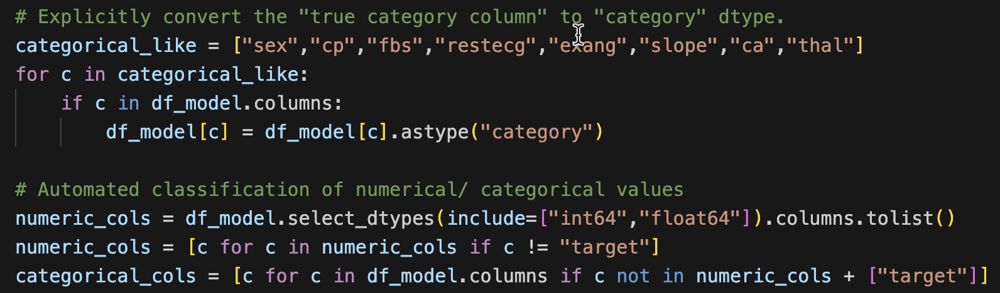 # Explicitly convert the "true category column" to "category" dtype.
categorical_like = ["sex","cp","fbs","restecg","exang","slope","ca","thal"]
for c in categorical_like:
    if c in df_model.columns:
        df_model[c] = df_model[c].astype("category")
# Automated classification of numerical/ categorical values
numeric_cols = df_model.select_dtypes(include=["int64","float64"]).columns.tolist()
numeric_cols = [c for c in numeric_cols if c != "target"]
categorical_cols = [c for c in df_model.columns if c not in numeric_cols + ["target"]]